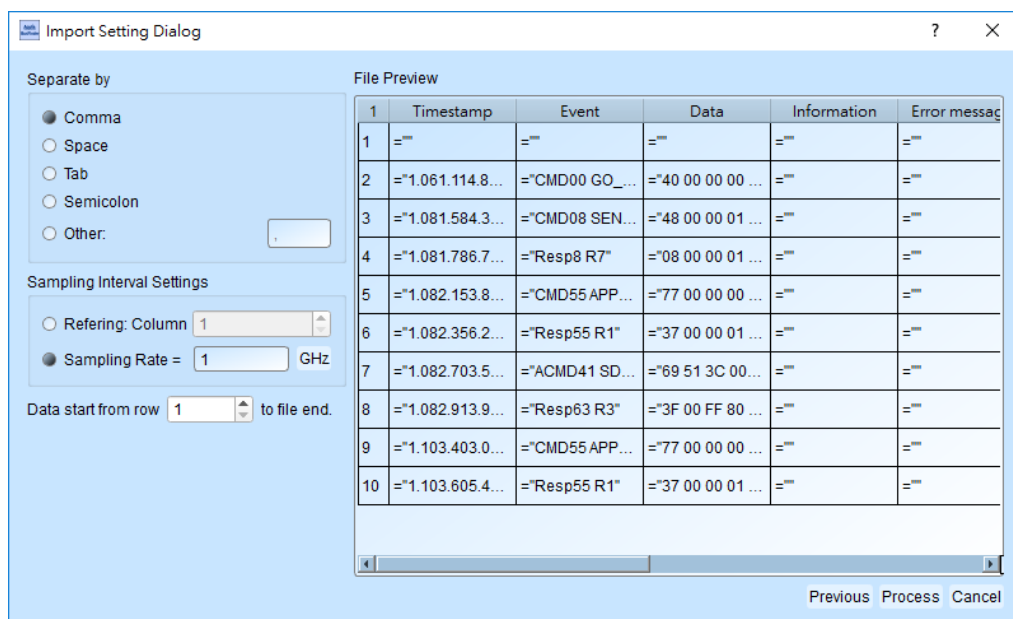 Import Setting Dialog
Separate by
Comma
Space
Tab
Semicolon
Other: ,
Sampling Interval Settings
Refering: Column 1
Sampling Rate = 1 GHz
Data start from row 1 to file end.
File Preview
1 Timestamp Event Data Information Error messag
1 ="" ="" ="" ="" =""
2 ="1.061.114.8... ="CMD00 GO_... ="40 00 00 00 ... ="" =""
3 ="1.081.584.3... ="CMD08 SEN... ="48 00 00 01 ... ="" =""
4 ="1.081.786.7... ="Resp8 R7" ="08 00 00 01 ... ="" =""
5 ="1.082.153.8... ="CMD55 APP... ="77 00 00 00 ... ="" =""
6 ="1.082.356.2... ="Resp55 R1" ="37 00 00 01 ... ="" =""
7 ="1.082.703.5... ="ACMD41 SD... ="69 51 3C 00... ="" =""
8 ="1.082.913.9... ="Resp63 R3" ="3F 00 FF 80 ... ="" =""
9 ="1.103.403.0... ="CMD55 APP... ="77 00 00 00 ... ="" =""
10 ="1.103.605.4... ="Resp55 R1" ="37 00 00 01 ... ="" =""
Previous Process Cancel